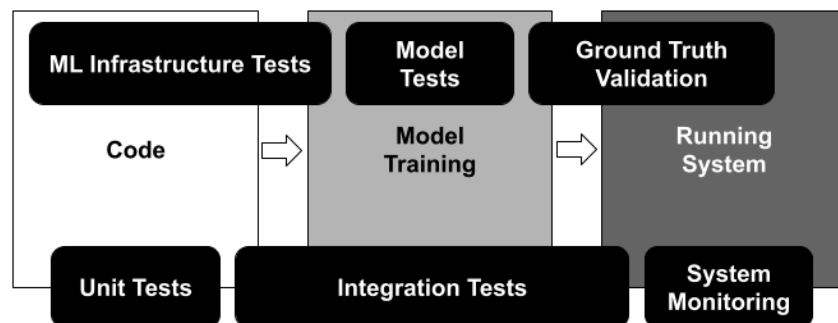 ML Infrastructure Tests
Model
Tests
Ground Truth
Validation
Code
Model
Training
Running
System
Unit Tests
Integration Tests
System
Monitoring